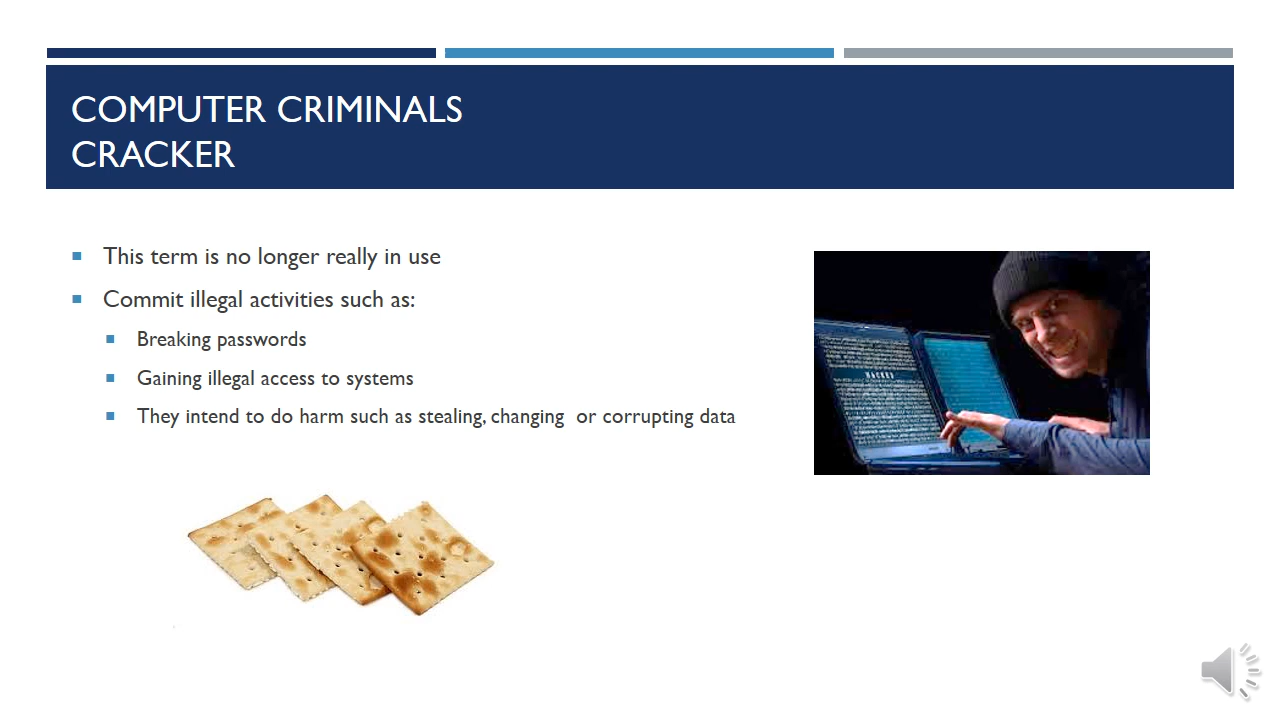 COMPUTER CRIMINALS
CRACKER
This term is no longer really in use
Commit illegal activities such as:
Breaking passwords
Gaining illegal access to systems
They intend to do harm such as stealing, changing  or corrupting data
HACKED